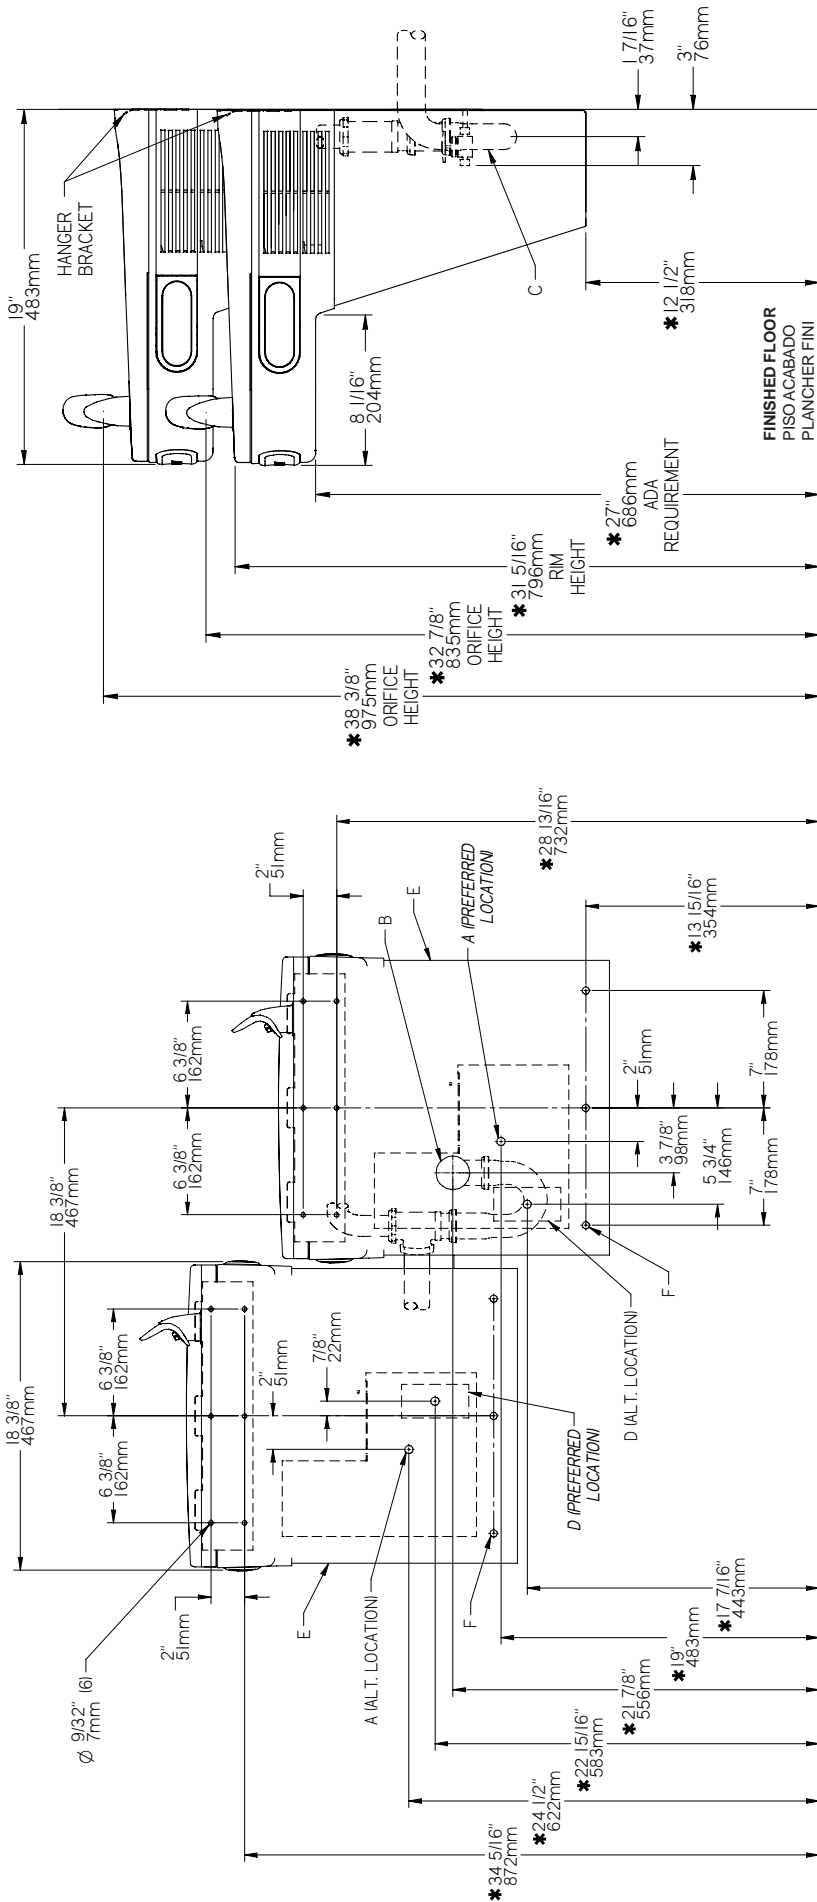 19"
483mm
HANGER
BRACKET
1 7/16"
37mm
3"
76mm
C
8 1/16"
204mm
✱12 1/2"
318mm
FINISHED FLOOR
PISO ACABADO
PLANCHER FINI
✱27"
686mm
ADA
REQUIREMENT
✱31 5/16"
796mm
RIM
HEIGHT
✱32 7/8"
835mm
ORIFICE
HEIGHT
✱38 3/8"
975mm
ORIFICE
HEIGHT
18 3/8"
467mm
6 3/8"
162mm
6 3/8"
162mm
18 3/8"
467mm
6 3/8"
162mm
6 3/8"
162mm
2"
51mm
Ø 9/32" (6)
7mm
2"
51mm
2"
51mm
7/8"
22mm
E
A (ALT. LOCATION)
F
D (PREFERRED
LOCATION)
D (ALT. LOCATION)
F
B
E
A (PREFERRED
LOCATION)
✱28 13/16"
732mm
✱13 15/16"
354mm
2"
51mm
3 7/8"
98mm
5 3/4"
146mm
7"
178mm
7"
178mm
✱34 5/16"
872mm
✱24 1/2"
622mm
✱22 15/16"
583mm
✱21 7/8"
556mm
✱19"
483mm
✱17 7/16"
443mm